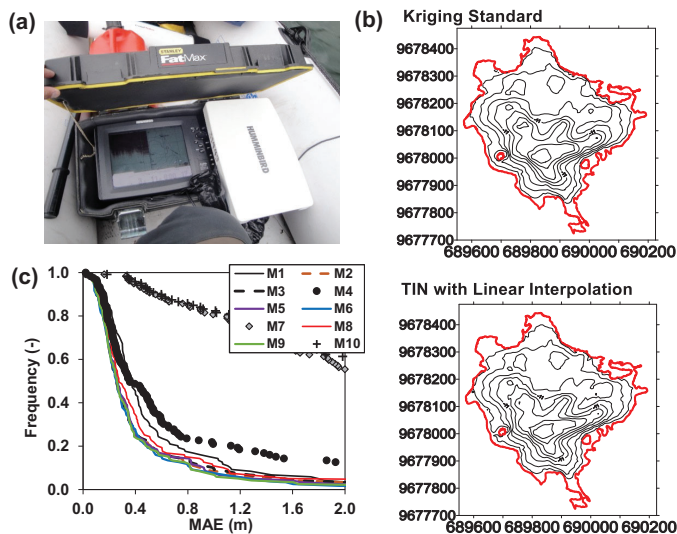 (a)
STANLEY
FatMax
HUMMINBIRD
(b)
Kriging Standard
9678400
9678300
9678200
9678100
9678000
9677900
9677800
9677700
689600 689800 690000 690200
TIN with Linear Interpolation
9678400
9678300
9678200
9678100
9678000
9677900
9677800
9677700
689600 689800 690000 690200
(c)
Frequency (-)
1.0
0.8
0.6
0.4
0.2
0.0
0.0 0.4 0.8 1.2 1.6 2.0
MAE (m)
M1 M2
M3 M4
M5 M6
M7 M8
M9 M10